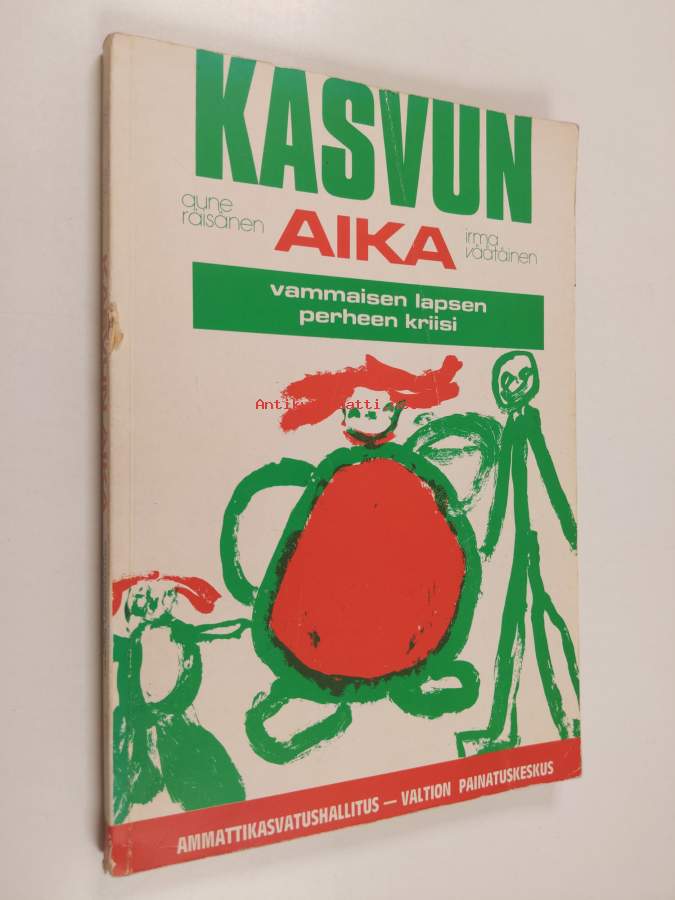 KASVUN
aune
räisänen
AIKA
irma
väätäinen
vammaisen lapsen
perheen kriisi
AMMATTIKASVATUSHALLITUS — VALTION PAINATUSKESKUS